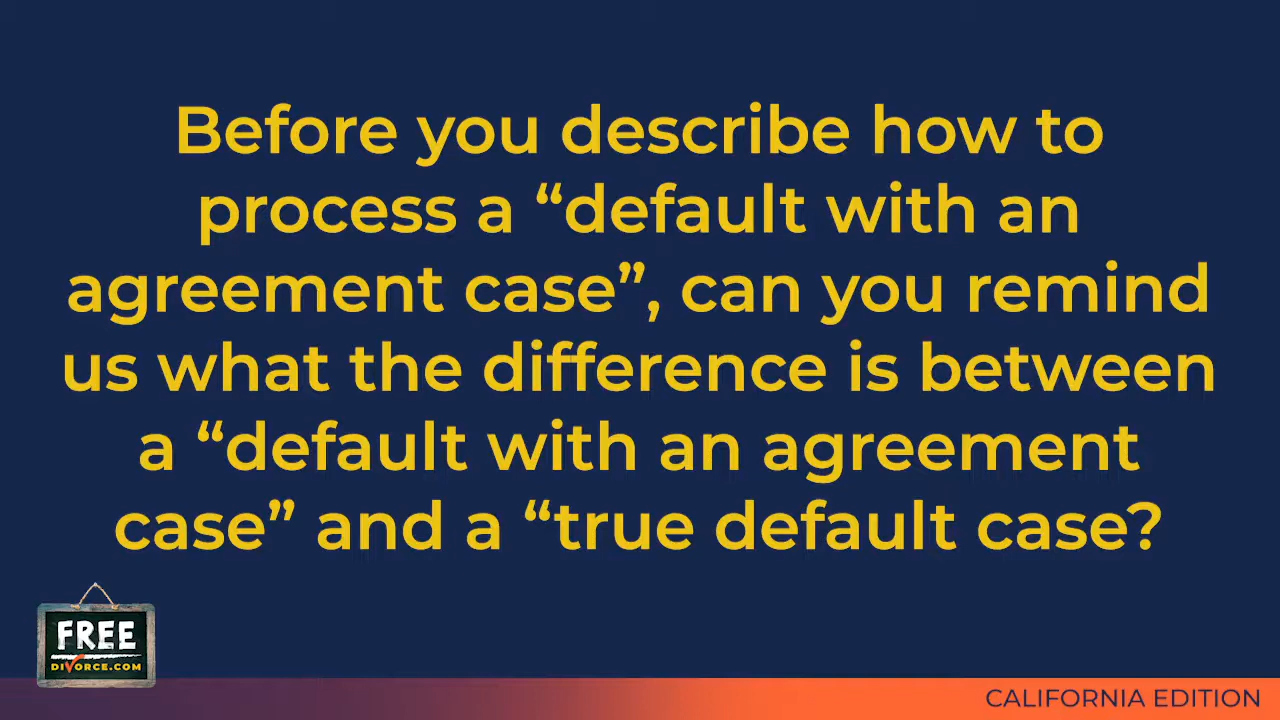 Before you describe how to
process a “default with an
agreement case”, can you remind
us what the difference is between
a “default with an agreement
case” and a “true default case?
FREE
DIVORCE.COM
CALIFORNIA EDITION